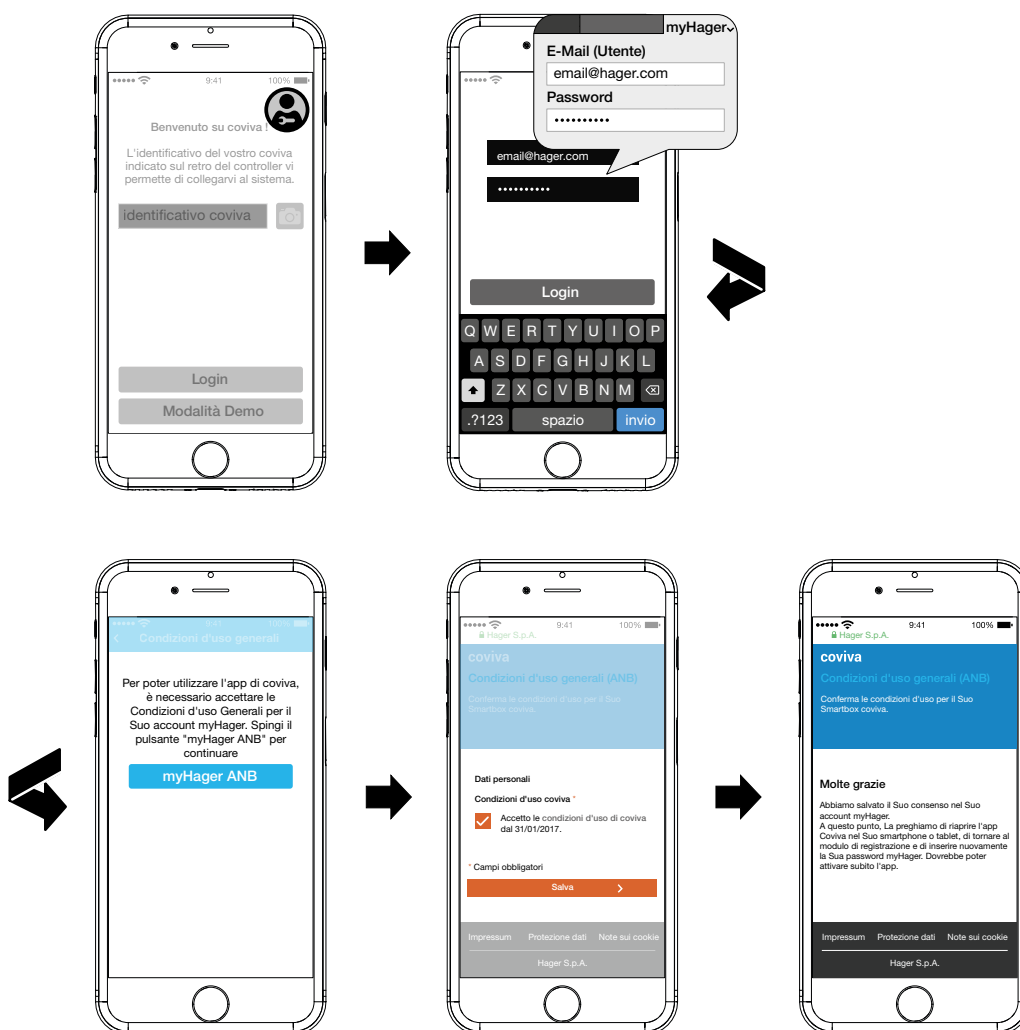 9:41
100%
Benvenuto su coviva !
L'identificativo del vostro coviva
indicato sul retro del controller vi
permette di collegarvi al sistema.
identificativo coviva
Login
Modalità Demo
myHager
E-Mail (Utente)
email@hager.com
Password
••••••••••
email@hager.com
••••••••••
Login
Q W E R T Y U I O P
A S D F G H J K L
Z X C V B N M
.?123 spazio invio
9:41 100%
Condizioni d'uso generali
Per poter utilizzare l'app di coviva,
è necessario accettare le
Condizioni d'uso Generali per il
Suo account myHager. Spingi il
pulsante "myHager ANB" per
continuare
myHager ANB
9:41 100%
Hager S.p.A.
coviva
Condizioni d'uso generali (ANB)
Conferma le condizioni d'uso per il Suo
Smartbox coviva.
Dati personali
Condizioni d'uso coviva *
Accetto le condizioni d'uso di coviva
dal 31/01/2017.
* Campi obbligatori
Salva
Impressum Protezione dati Note sui cookie
Hager S.p.A.
9:41 100%
Hager S.p.A.
coviva
Condizioni d'uso generali (ANB)
Conferma le condizioni d'uso per il Suo
Smartbox coviva.
Molte grazie
Abbiamo salvato il Suo consenso nel Suo
account myHager.
A questo punto, La preghiamo di riaprire l'app
Coviva nel Suo smartphone o tablet, di tornare al
modulo di registrazione e di inserire nuovamente
la Sua password myHager. Dovrebbe poter
attivare subito l'app.
Impressum Protezione dati Note sui cookie
Hager S.p.A.